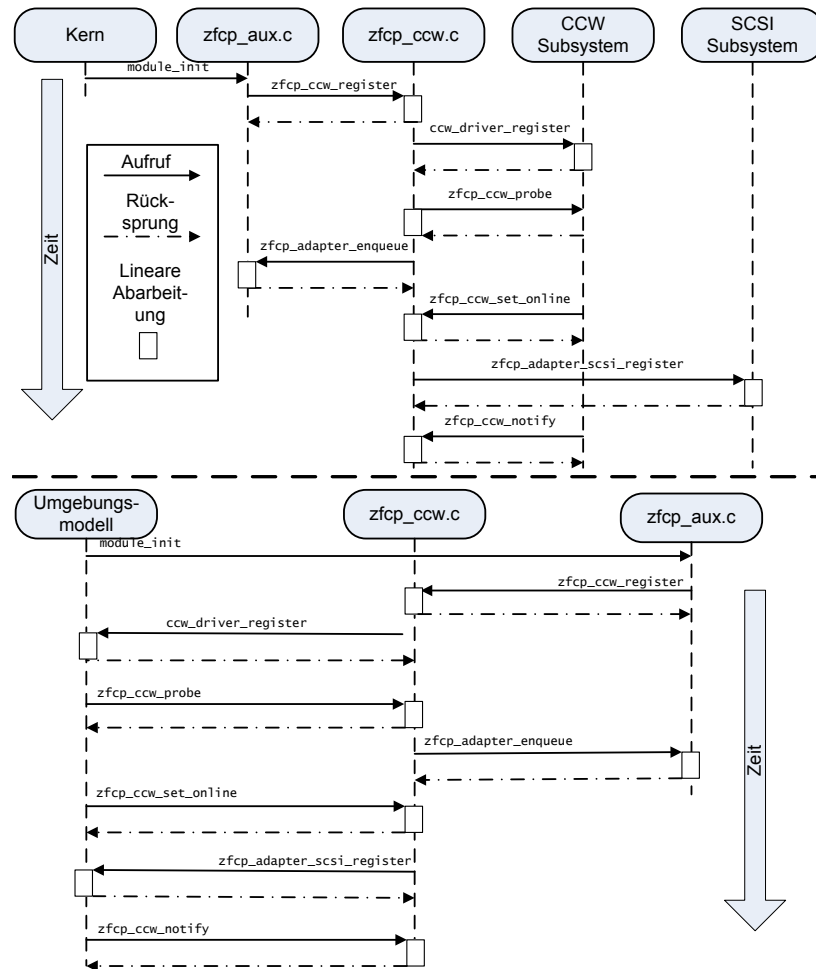 Kern
zfcp_aux.c
zfcp_ccw.c
CCW
Subsystem
SCSI
Subsystem
module_init
zfcp_ccw_register
ccw_driver_register
zfcp_ccw_probe
zfcp_adapter_enqueue
zfcp_ccw_set_online
zfcp_adapter_scsi_register
zfcp_ccw_notify
Zeit
Aufruf
Rück-
sprung
Lineare
Abarbeit-
ung
Umgebungs-
modell
zfcp_ccw.c
zfcp_aux.c
module_init
zfcp_ccw_register
ccw_driver_register
zfcp_ccw_probe
zfcp_adapter_enqueue
zfcp_ccw_set_online
zfcp_adapter_scsi_register
zfcp_ccw_notify
Zeit